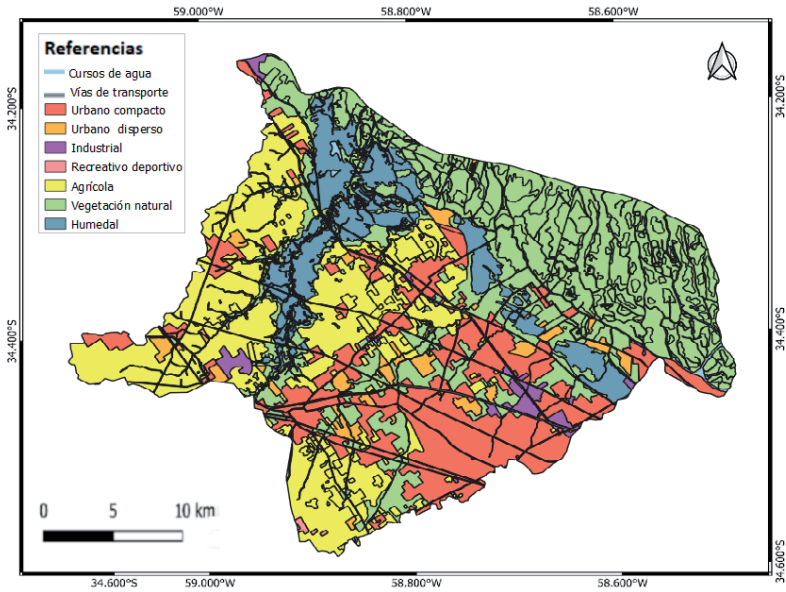 59.000°W 58.800°W 58.600°W
Referencias
Cursos de agua
Vías de transporte
Urbano compacto
Urbano disperso
Industrial
Recreativo deportivo
Agrícola
Vegetación natural
Humedal
34.200°S
34.200°S
34.400°S
34.400°S
34.600°S
0 5 10 km
34.600°S 59.000°W 58.800°W 58.600°W